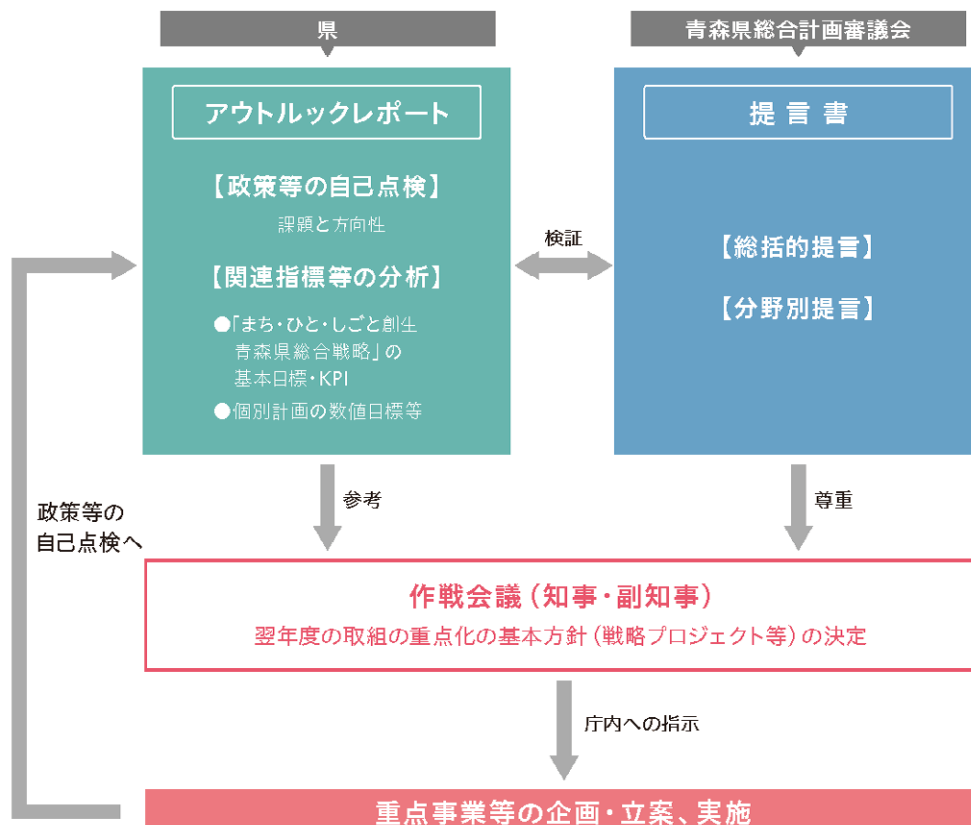 県
青森県総合計画審議会
アウトルックレポート
【政策等の自己点検】
課題と方向性
【関連指標等の分析】
●「まち・ひと・しごと創生
青森県総合戦略」の
基本目標・KPI
●個別計画の数値目標等
検証
提言書
【総括的提言】
【分野別提言】
参考
尊重
政策等の
自己点検へ
作戦会議（知事・副知事）
翌年度の取組の重点化の基本方針（戦略プロジェクト等）の決定
庁内への指示
重点事業等の企画・立案、実施